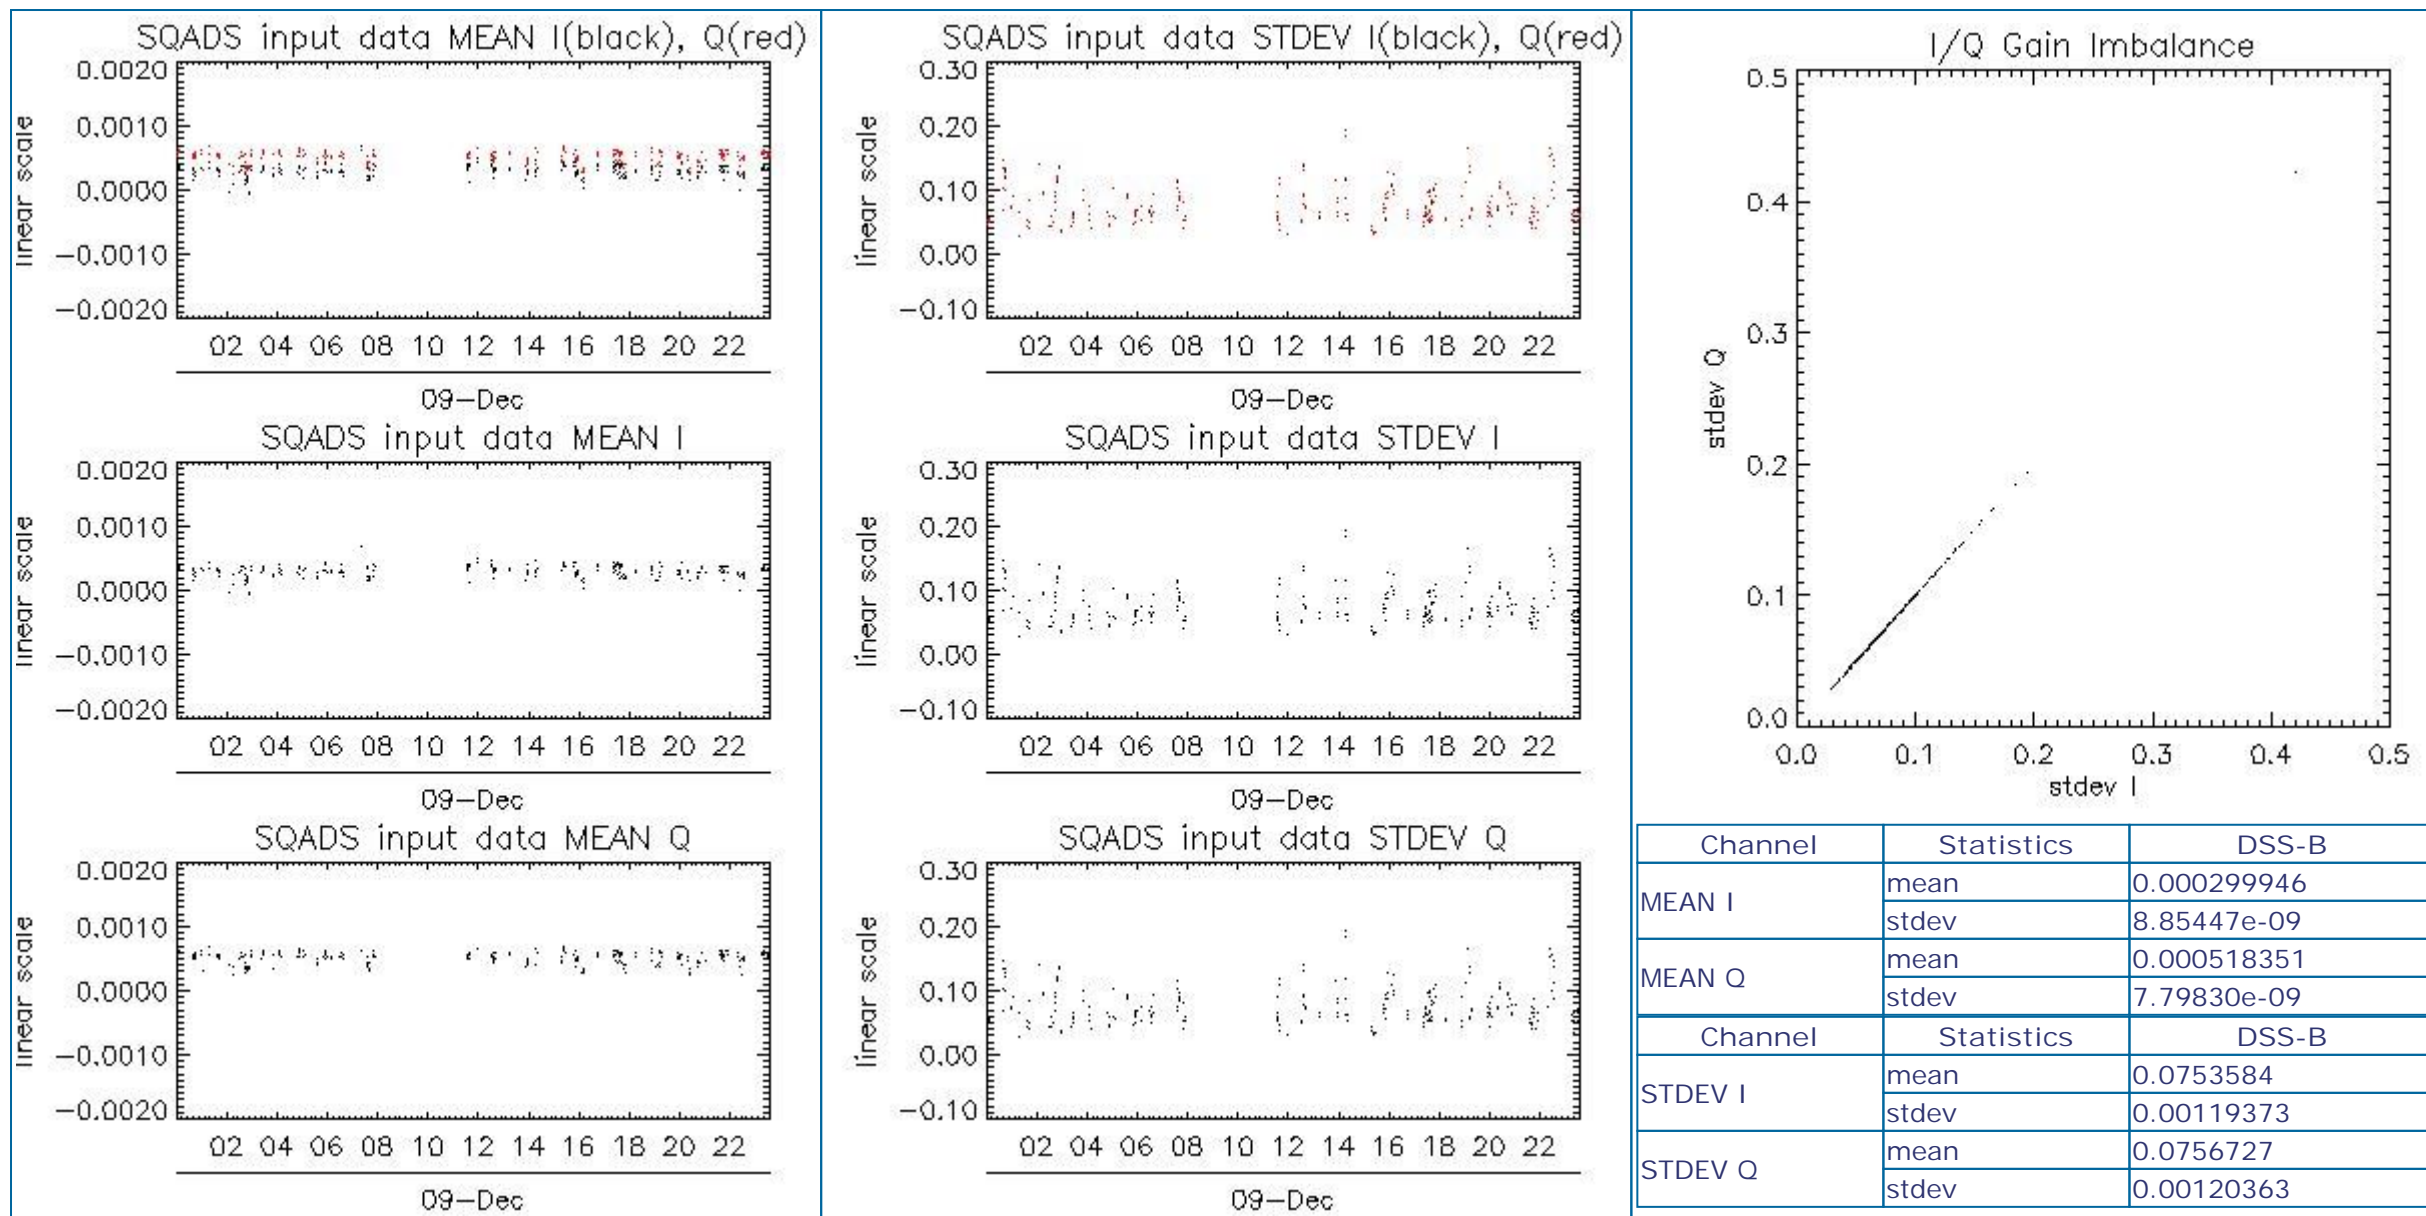 SQADS input data MEAN I(black), Q(red)
0.0020
0.0010
0.0000
−0.0010
−0.0020
linear scale
02 04 06 08 10 12 14 16 18 20 22
09−Dec
SQADS input data MEAN I
0.0020
0.0010
0.0000
−0.0010
−0.0020
linear scale
02 04 06 08 10 12 14 16 18 20 22
09−Dec
SQADS input data MEAN Q
0.0020
0.0010
0.0000
−0.0010
−0.0020
linear scale
02 04 06 08 10 12 14 16 18 20 22
09−Dec
SQADS input data STDEV I(black), Q(red)
0.30
0.20
0.10
0.00
−0.10
linear scale
02 04 06 08 10 12 14 16 18 20 22
09−Dec
SQADS input data STDEV I
0.30
0.20
0.10
0.00
−0.10
linear scale
02 04 06 08 10 12 14 16 18 20 22
09−Dec
SQADS input data STDEV Q
0.30
0.20
0.10
0.00
−0.10
linear scale
02 04 06 08 10 12 14 16 18 20 22
09−Dec
I/Q Gain Imbalance
0.5
0.4
0.3
0.2
0.1
0.0
stdev Q
0.0 0.1 0.2 0.3 0.4 0.5
stdev I
Channel Statistics DSS-B
MEAN I mean 0.000299946
stdev 8.85447e-09
MEAN Q mean 0.000518351
stdev 7.79830e-09
Channel Statistics DSS-B
STDEV I mean 0.0753584
stdev 0.00119373
STDEV Q mean 0.0756727
stdev 0.00120363